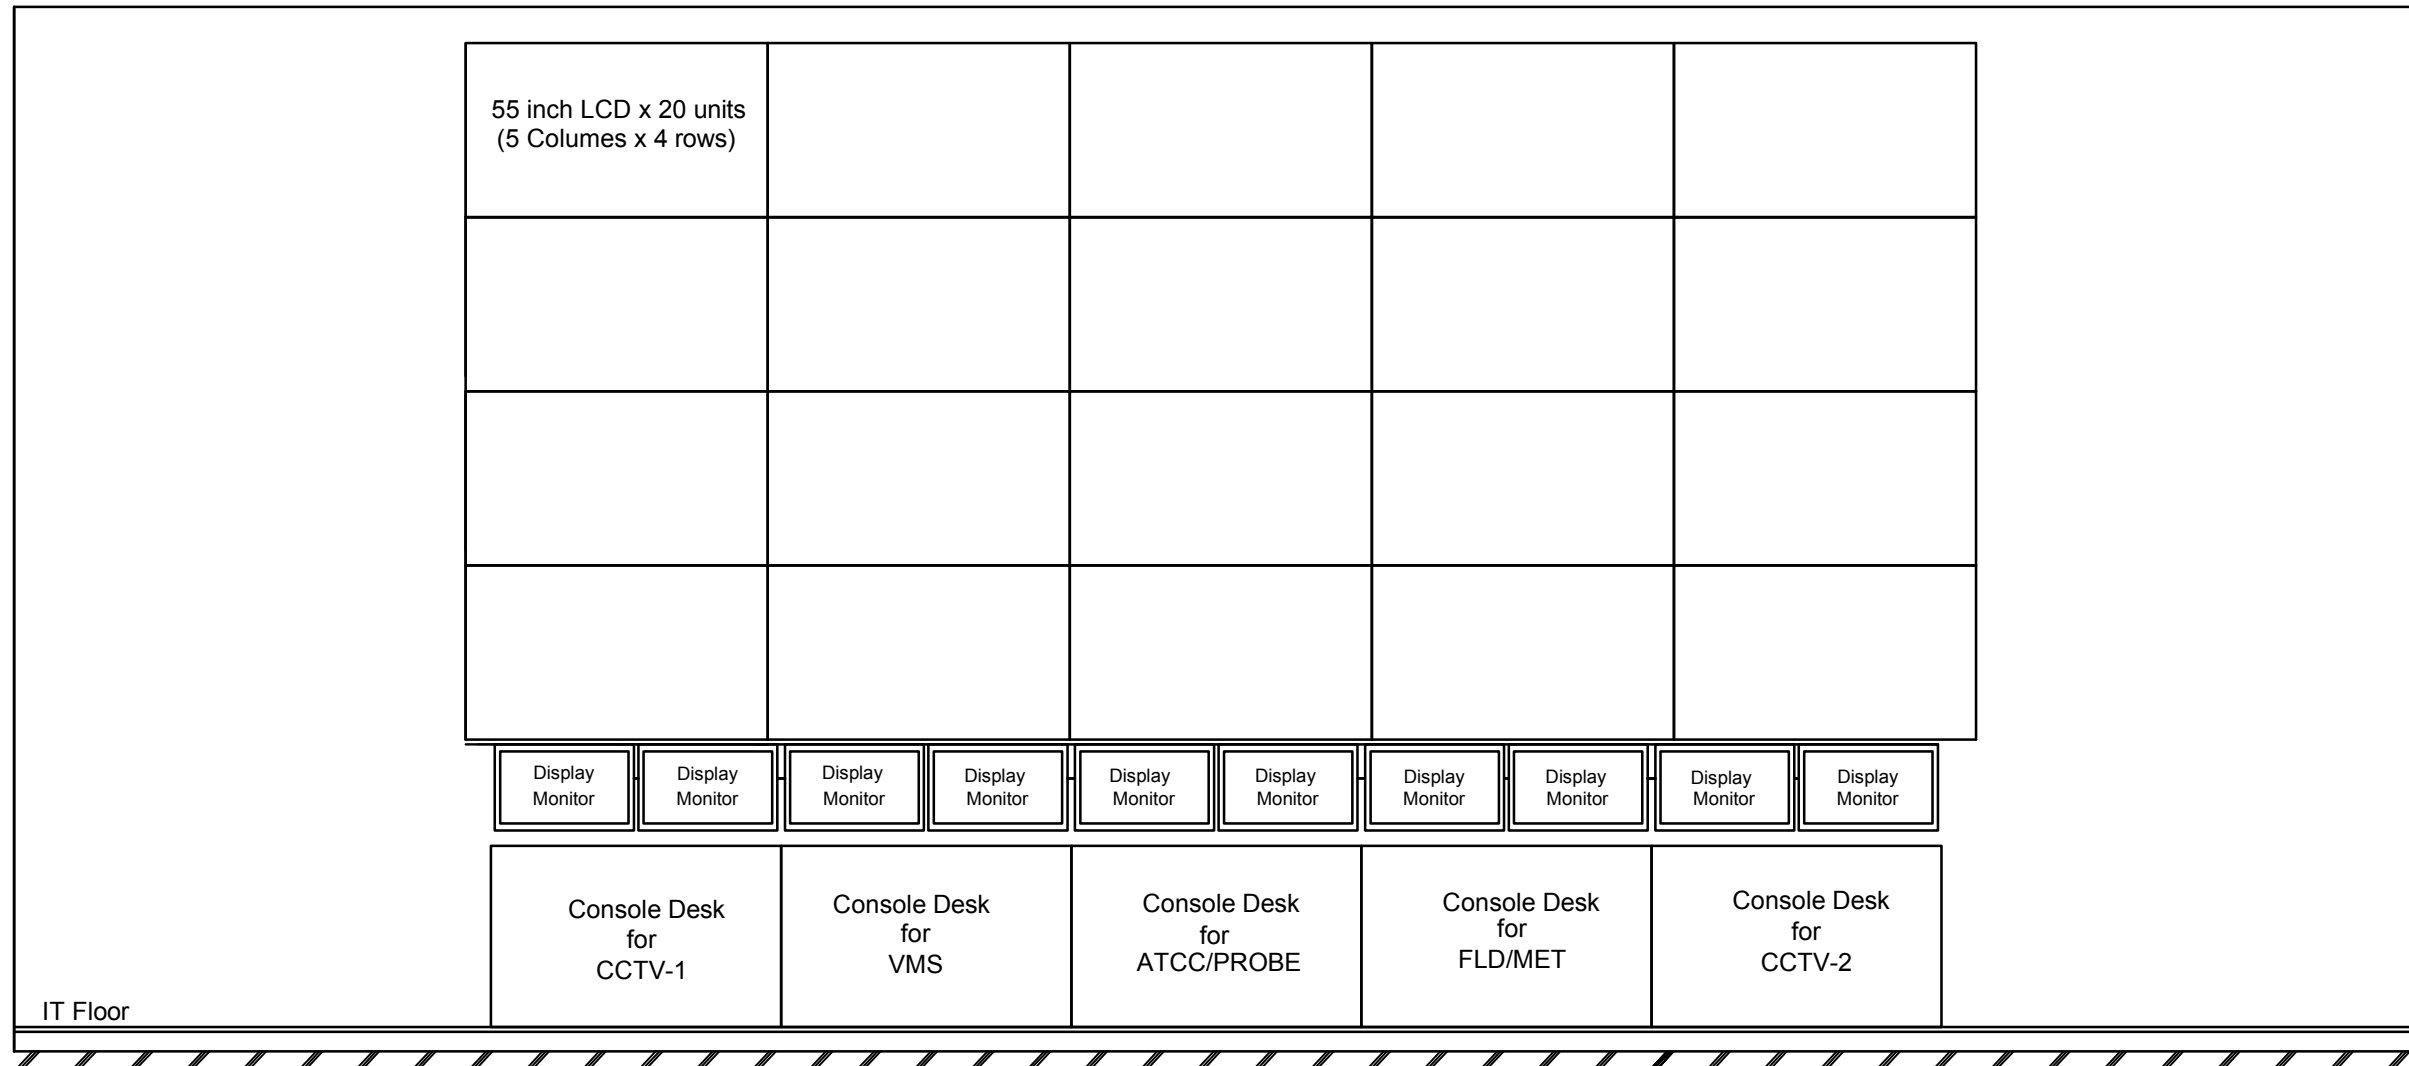 55 inch LCD x 20 units
(5 Columes x 4 rows)
Display
Monitor
Display
Monitor
Display
Monitor
Display
Monitor
Display
Monitor
Display
Monitor
Display
Monitor
Display
Monitor
Display
Monitor
Display
Monitor
Console Desk
for
CCTV-1
Console Desk
for
VMS
Console Desk
for
ATCC/PROBE
Console Desk
for
FLD/MET
Console Desk
for
CCTV-2
IT Floor